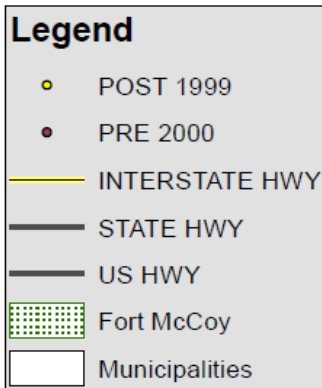 Legend
POST 1999
PRE 2000
INTERSTATE HWY
STATE HWY
US HWY
Fort McCoy
Municipalities